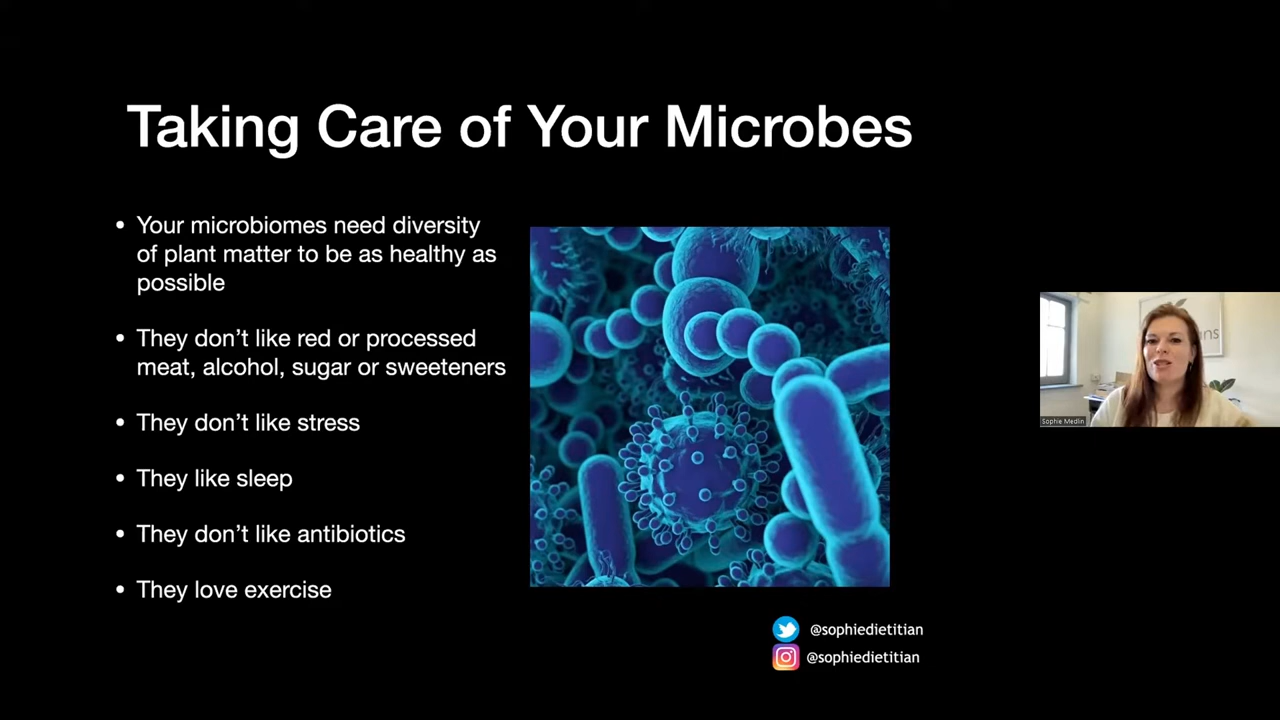 Taking Care of Your Microbes
• Your microbiomes need diversity
of plant matter to be as healthy as
possible
• They don’t like red or processed
meat, alcohol, sugar or sweeteners
• They don’t like stress
• They like sleep
• They don’t like antibiotics
• They love exercise
@sophiedietitian
@sophiedietitian
ns
Sophie Medlin